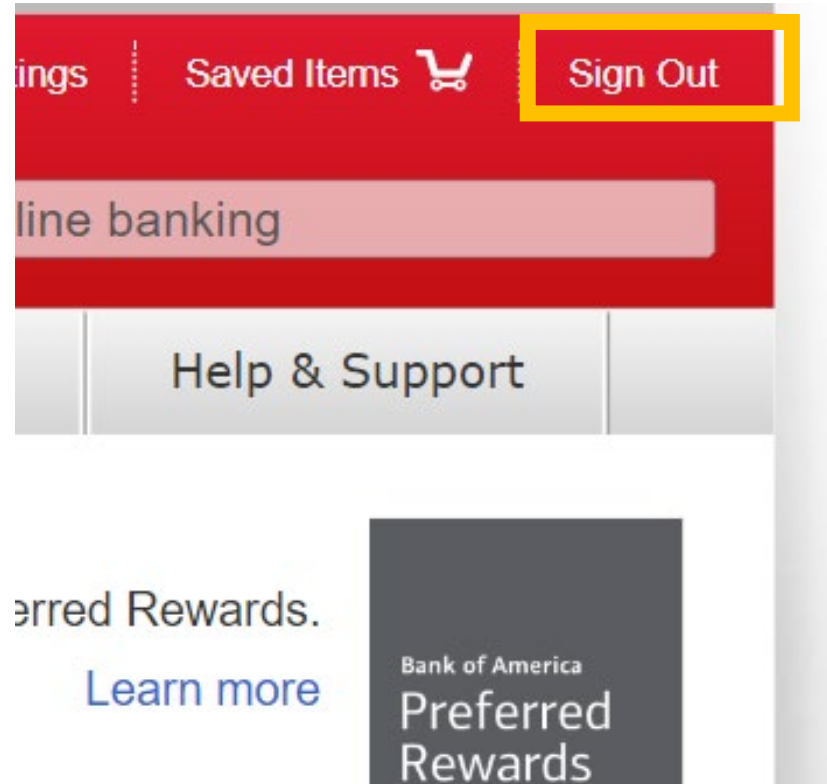 ings Saved Items Sign Out
line banking
Help & Support
erred Rewards.
Learn more
Bank of America
Preferred
Rewards